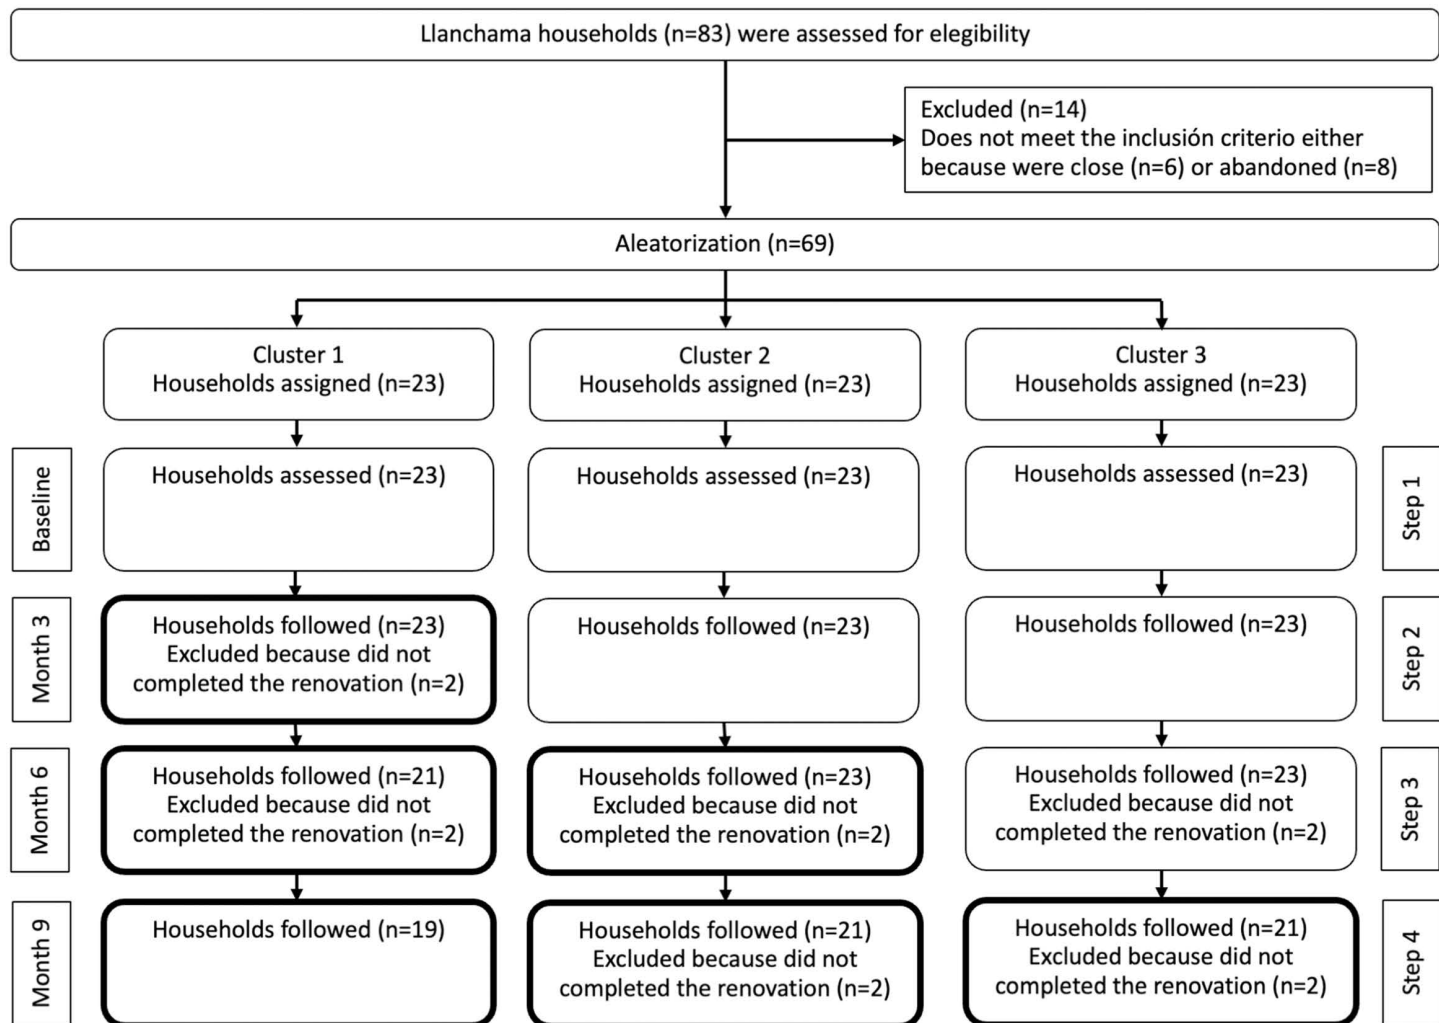 Llanchama households (n=83) were assessed for elegibility
Excluded (n=14)
Does not meet the inclusión criterio either
because were close (n=6) or abandoned (n=8)
Aleatorization (n=69)
Cluster 1
Households assigned (n=23)
Cluster 2
Households assigned (n=23)
Cluster 3
Households assigned (n=23)
Baseline
Households assessed (n=23)
Households assessed (n=23)
Households assessed (n=23)
Step 1
Month 3
Households followed (n=23)
Excluded because did not
completed the renovation (n=2)
Households followed (n=23)
Households followed (n=23)
Step 2
Month 6
Households followed (n=21)
Excluded because did not
completed the renovation (n=2)
Households followed (n=23)
Excluded because did not
completed the renovation (n=2)
Households followed (n=23)
Excluded because did not
completed the renovation (n=2)
Step 3
Month 9
Households followed (n=19)
Households followed (n=21)
Excluded because did not
completed the renovation (n=2)
Households followed (n=21)
Excluded because did not
completed the renovation (n=2)
Step 4